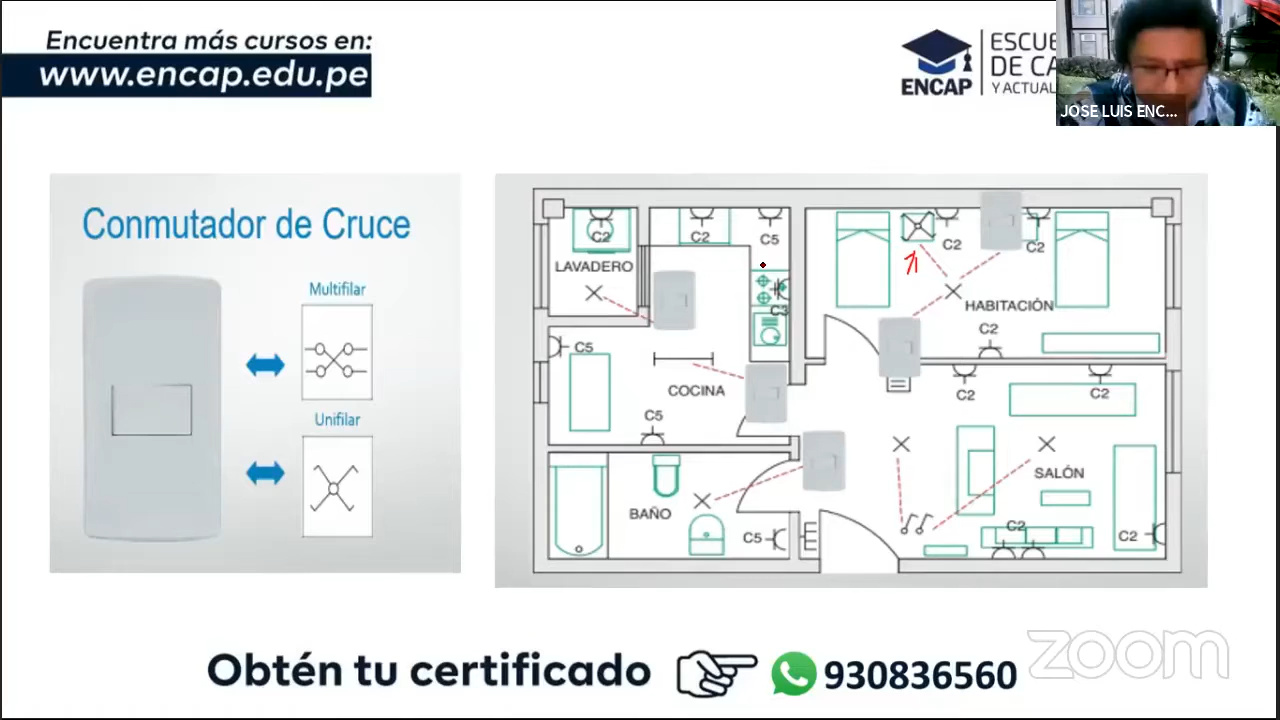 Encuentra más cursos en:
www.encap.edu.pe
ENCAP
ESCUE
DE CA
Y ACTUAL
JOSE LUIS ENC...
Conmutador de Cruce
Multifilar
Unifilar
C2
LAVADERO
C2
C5
C3
C5
COCINA
C5
C2
C2
HABITACIÓN
C2
C2
C2
BAÑO
C5
SALÓN
C2
C2
Obtén tu certificado
930836560
zoom